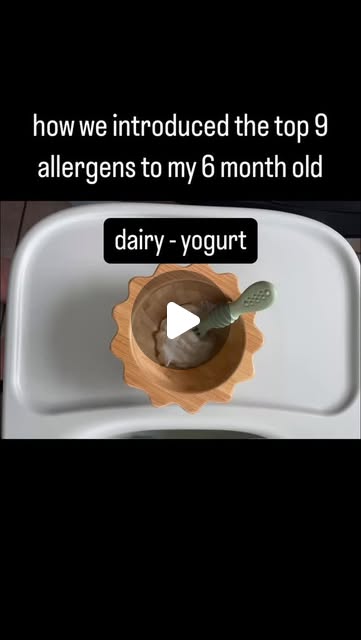 how we introduced the top 9
allergens to my 6 month old
dairy - yogurt